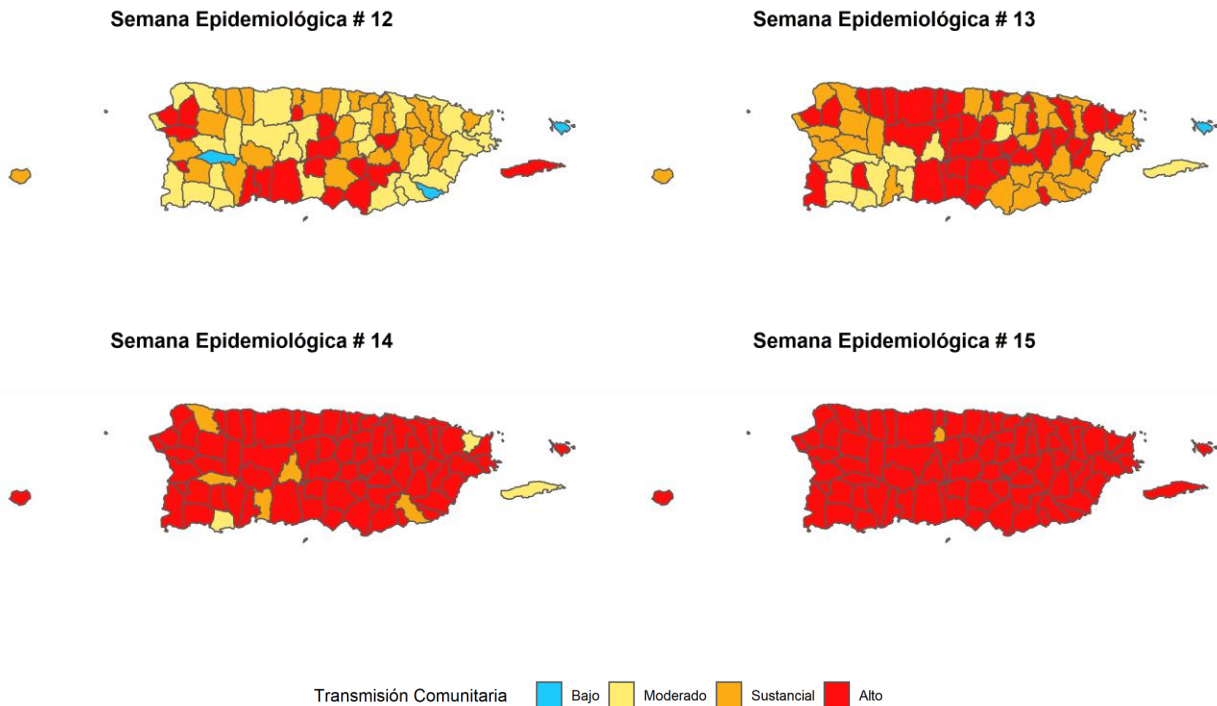 Semana Epidemiológica # 12
Semana Epidemiológica # 13
Semana Epidemiológica # 14
Semana Epidemiológica # 15
Transmisión Comunitaria Bajo Moderado Sustancial Alto